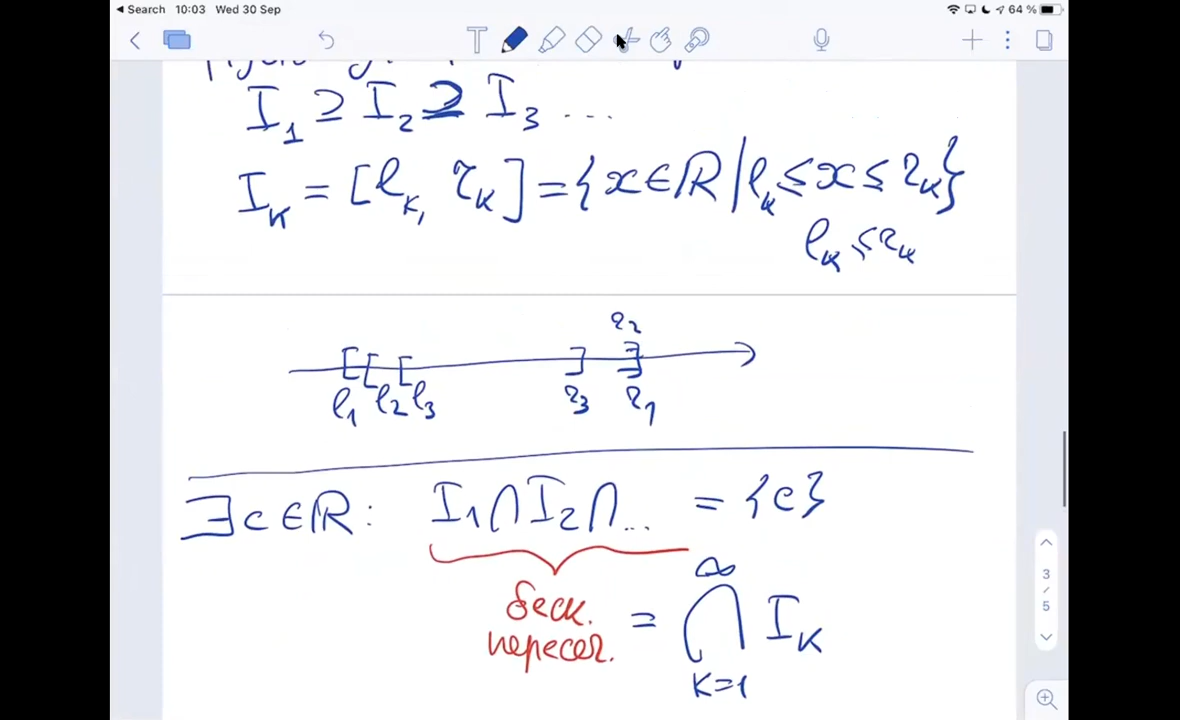 Search 10:03 Wed 30 Sep 64 %
I₁ ⊇ I₂ ⊇ I₃ ...
Iₖ = [lₖ, rₖ] = {x∈ℝ | lₖ ≤ x ≤ rₖ}
lₖ ≤ rₖ
r₂
l₁ l₂ l₃ r₃ r₁
∃c∈ℝ: I₁∩I₂∩... = {c}
беск.
пересеч.
= ∞ ⋂ k=1 Iₖ
3
/
5